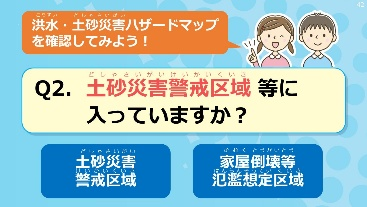 洪水・土砂災害ハザードマップ
を確認してみよう！
Q2. 土砂災害警戒区域 等に
入っていますか？
土砂災害
警戒区域
家屋倒壊等
氾濫想定区域